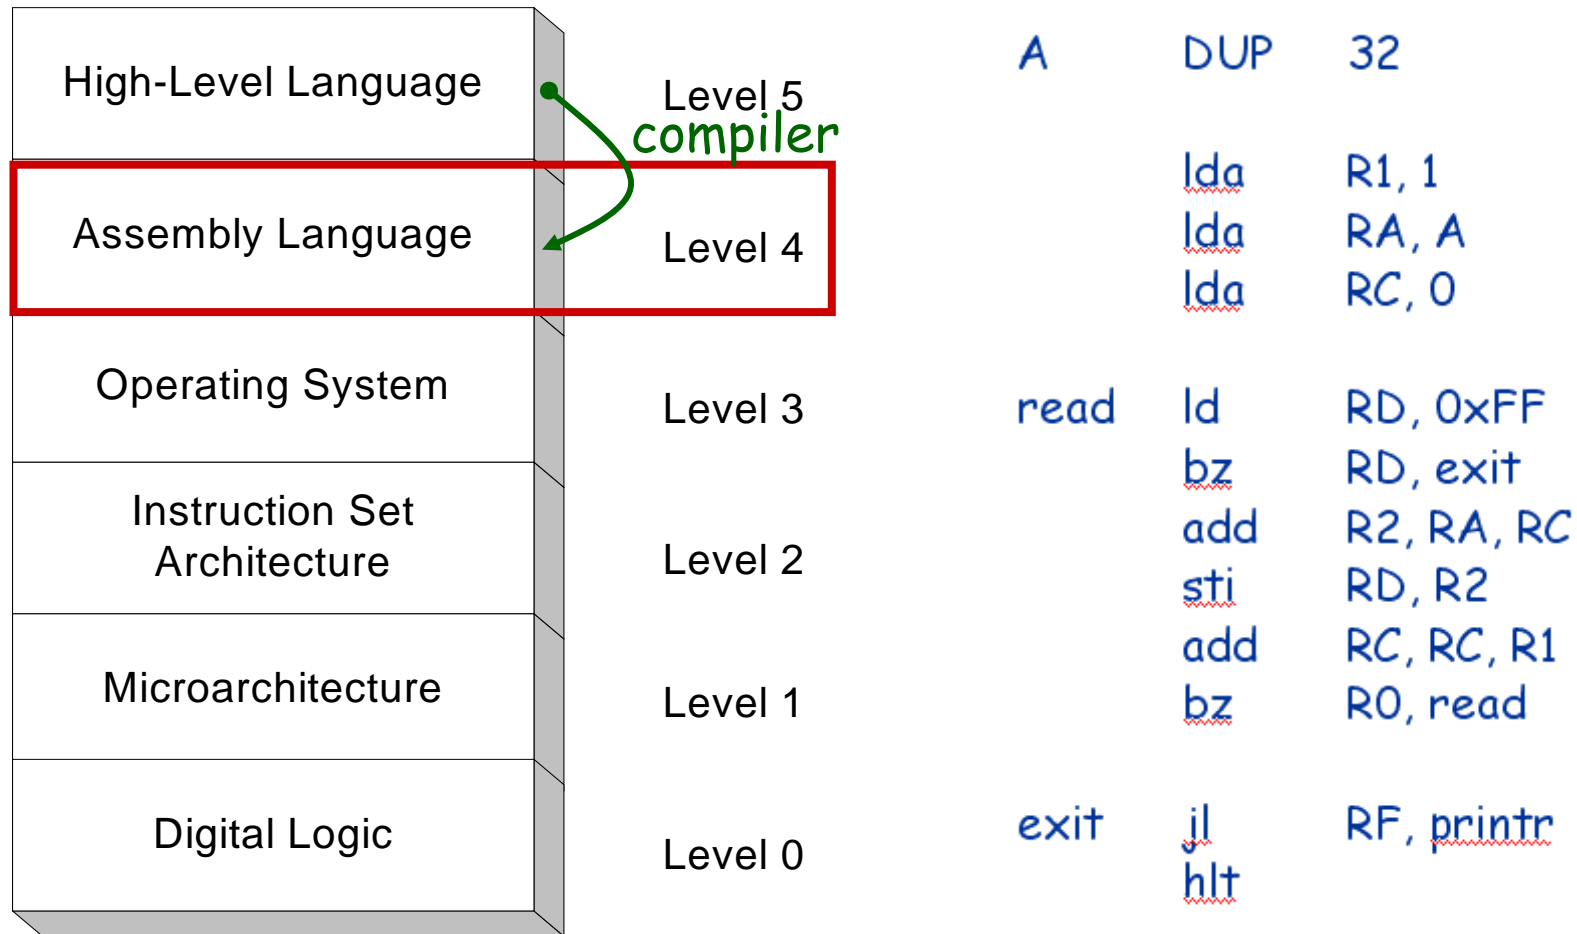 High-Level Language
Level 5
compiler
Assembly Language
Level 4
Operating System
Level 3
Instruction Set
Architecture
Level 2
Microarchitecture
Level 1
Digital Logic
Level 0
A DUP 32
lda R1, 1
lda RA, A
lda RC, 0
read ld RD, 0xFF
bz RD, exit
add R2, RA, RC
sti RD, R2
add RC, RC, R1
bz R0, read
exit jl RF, printr
hlt